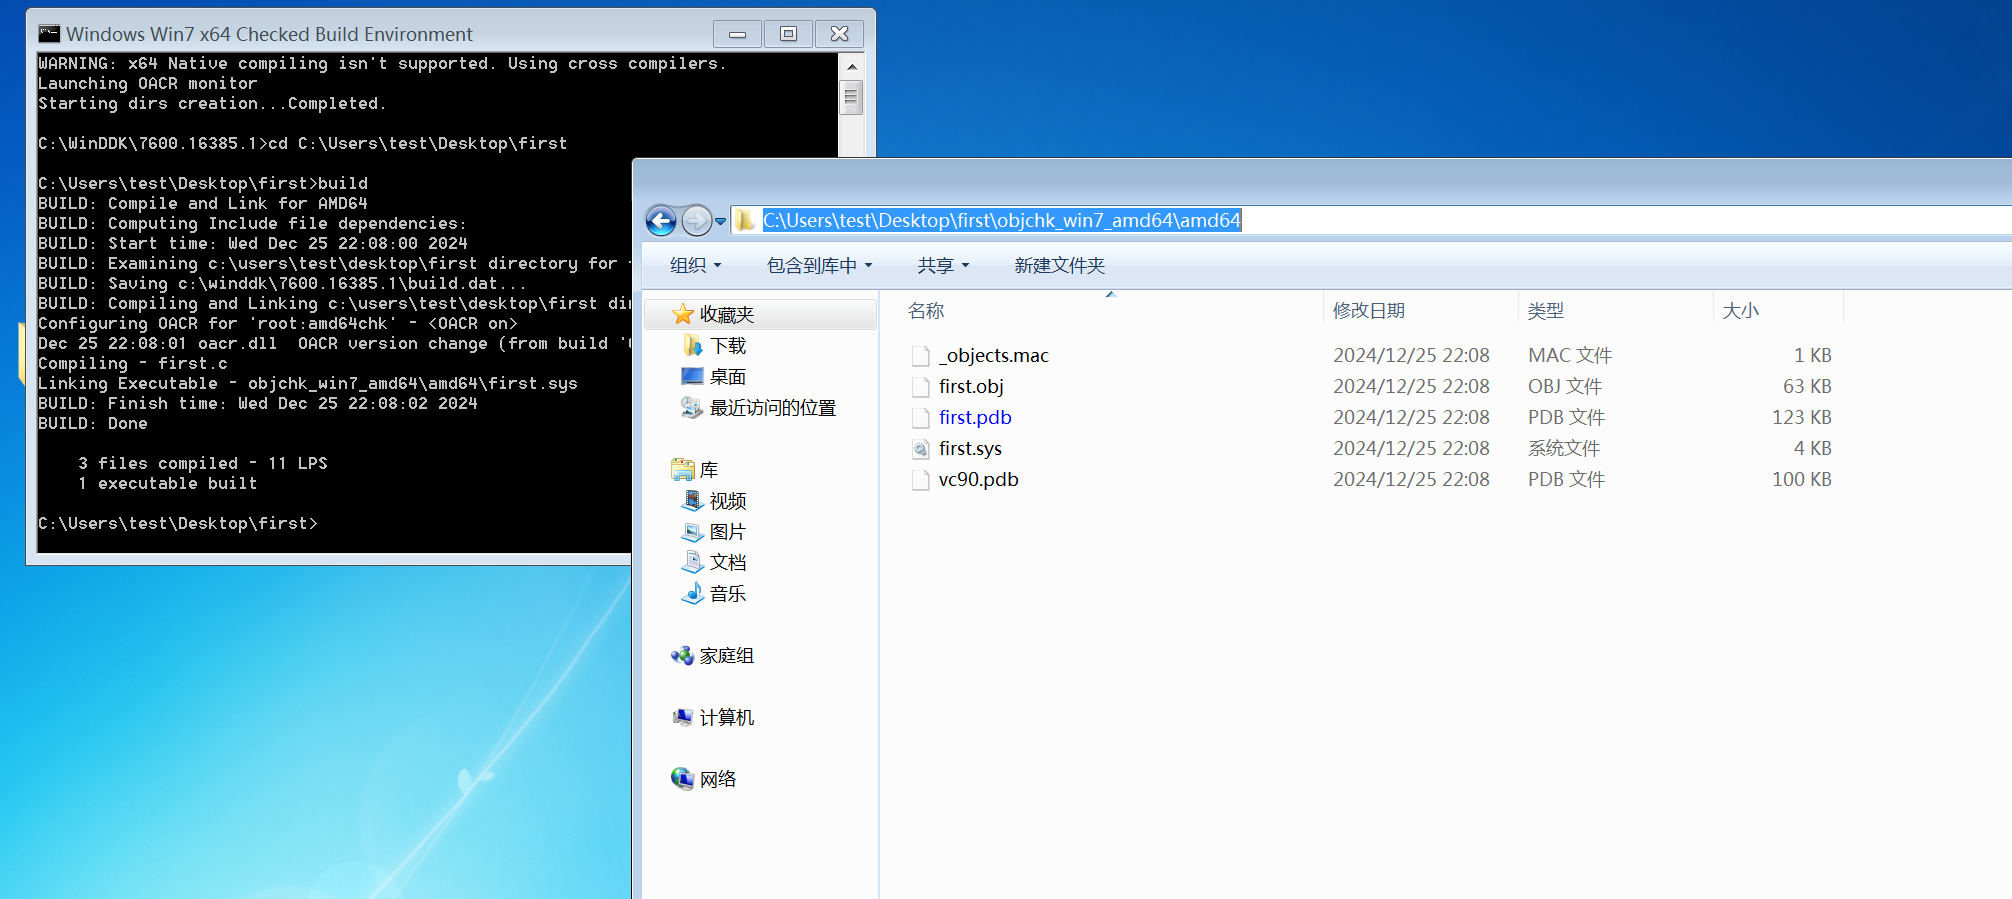 Windows Win7 x64 Checked Build Environment
WARNING: x64 Native compiling isn't supported. Using cross compilers.
Launching OACR monitor
Starting dirs creation...Completed.
C:\WinDDK\7600.16385.1>cd C:\Users\test\Desktop\first
C:\Users\test\Desktop\first>build
BUILD: Compile and Link for AMD64
BUILD: Computing Include file dependencies:
BUILD: Start time: Wed Dec 25 22:08:00 2024
BUILD: Examining c:\users\test\desktop\first directory for
BUILD: Saving c:\winddk\7600.16385.1\build.dat...
BUILD: Compiling and Linking c:\users\test\desktop\first
Configuring OACR for 'root:amd64chk' - <OACR on>
Dec 25 22:08:01 oacr.dll  OACR version change (from build
Compiling - first.c
Linking Executable - objchk_win7_amd64\amd64\first.sys
BUILD: Finish time: Wed Dec 25 22:08:02 2024
BUILD: Done
3 files compiled - 11 LPS
1 executable built
C:\Users\test\Desktop\first>
C:\Users\test\Desktop\first\objchk_win7_amd64\amd64
组织 包含到库中 共享 新建文件夹
收藏夹
下载
桌面
最近访问的位置
库
视频
图片
文档
音乐
家庭组
计算机
网络
名称 修改日期 类型 大小
_objects.mac 2024/12/25 22:08 MAC 文件 1 KB
first.obj 2024/12/25 22:08 OBJ 文件 63 KB
first.pdb 2024/12/25 22:08 PDB 文件 123 KB
first.sys 2024/12/25 22:08 系统文件 4 KB
vc90.pdb 2024/12/25 22:08 PDB 文件 100 KB